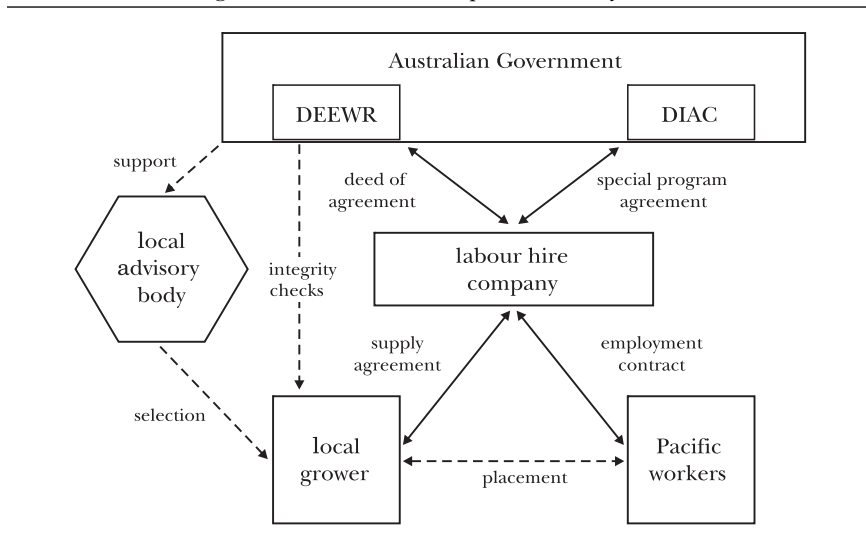 Australian Government
DEEWR
DIAC
support
deed of
agreement
special program
agreement
local
advisory
body
integrity
checks
labour hire
company
supply
agreement
employment
contract
selection
local
grower
placement
Pacific
workers